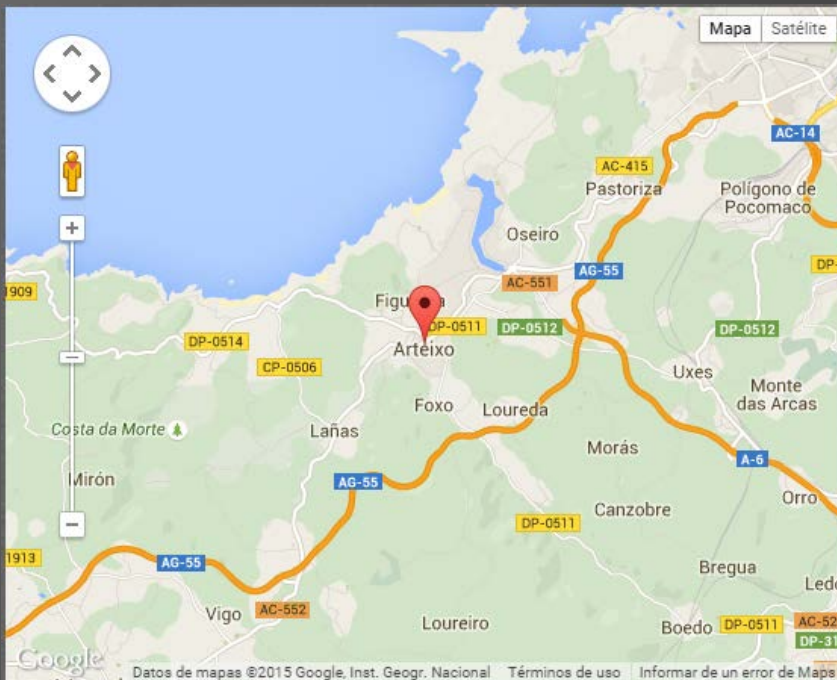 Mapa Satélite
AC-14
AC-415
Pastoriza
Polígono de
Pocomaco
Oseiro
AG-55
DP-
1909
AC-551
DP-0511
DP-0512
DP-0512
Arteixo
DP-0514
CP-0506
Uxes
Monte
das Arcas
Foxo
Loureda
Costa da Morte
Lañas
Morás
A-6
Mirón
AG-55
Orro
Canzobre
DP-0511
1913
AG-55
Bregua
AC-552
Vigo
Loureiro
Boedo
DP-0511
AC-52
DP-31
Google
Datos de mapas ©2015 Google, Inst. Geogr. Nacional Términos de uso Informar de un error de Maps